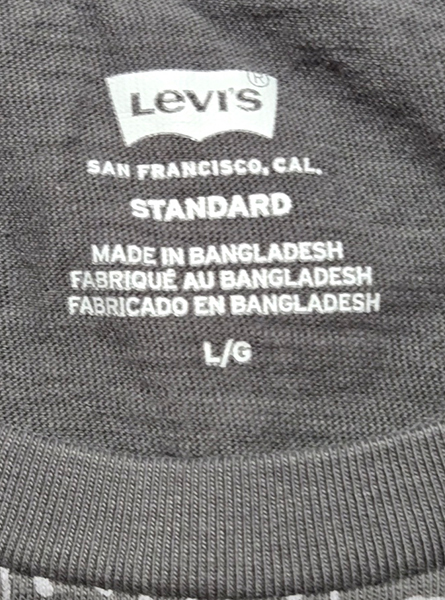 Levi's ®
SAN FRANCISCO, CAL.
STANDARD
MADE IN BANGLADESH
FABRIQUÉ AU BANGLADESH
FABRICADO EN BANGLADESH
L/G